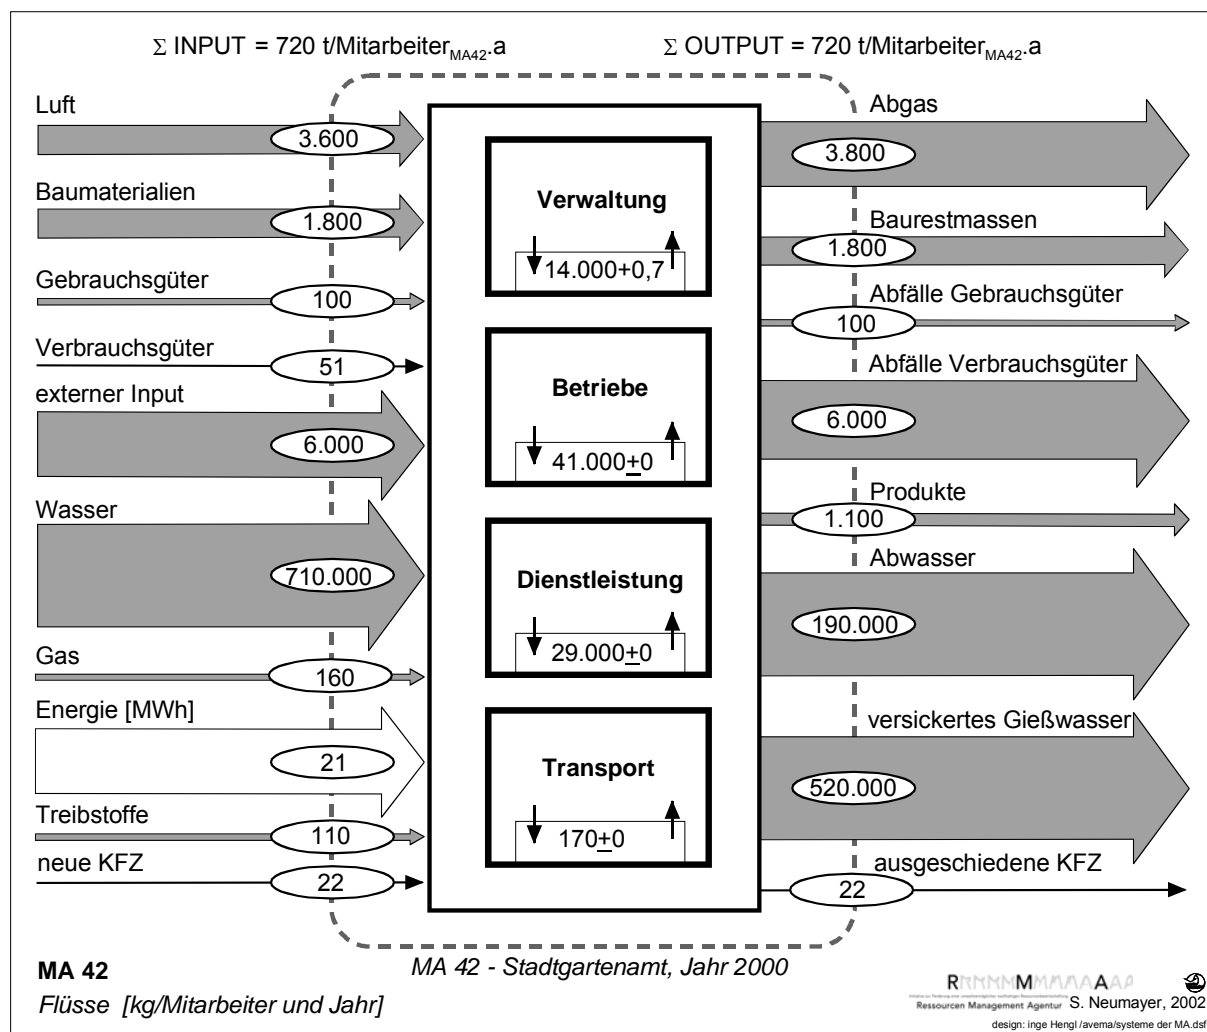 Σ INPUT = 720 t/Mitarbeiter MA42.a
Σ OUTPUT = 720 t/Mitarbeiter MA42.a
Luft
3.600
Baumaterialien
1.800
Gebrauchsgüter
100
Verbrauchsgüter
51
externer Input
6.000
Wasser
710.000
Gas
160
Energie [MWh]
21
Treibstoffe
110
neue KFZ
22
Verwaltung
14.000+0,7
Betriebe
41.000±0
Dienstleistung
29.000±0
Transport
170±0
Abgas
3.800
Baurestmassen
1.800
Abfälle Gebrauchsgüter
100
Abfälle Verbrauchsgüter
6.000
Produkte
1.100
Abwasser
190.000
versickertes Gießwasser
520.000
ausgeschiedene KFZ
22
MA 42 - Stadtgartenamt, Jahr 2000
MA 42
Flüsse [kg/Mitarbeiter und Jahr]
Ressourcen Management Agentur
S. Neumayer, 2002
design: inge Hengl /avema/systeme der MA.dsf